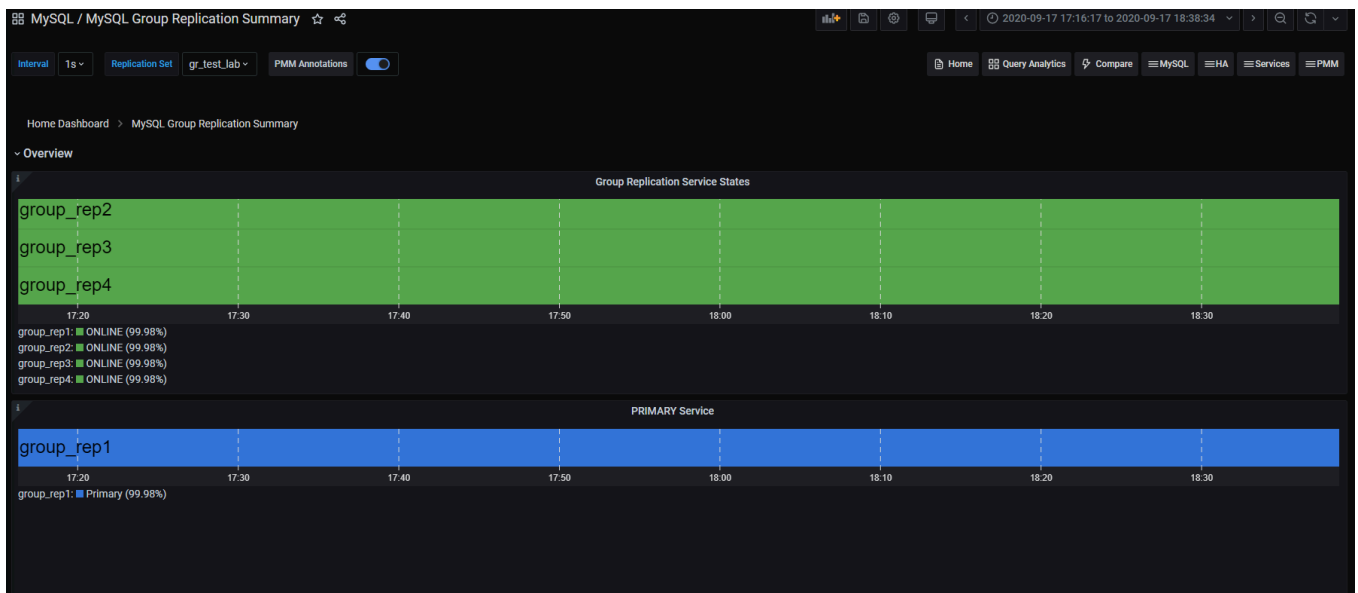 MySQL / MySQL Group Replication Summary
2020-09-17 17:16:17 to 2020-09-17 18:38:34
Interval 1s Replication Set gr_test_lab PMM Annotations
Home Query Analytics Compare MySQL HA Services PMM
Home Dashboard > MySQL Group Replication Summary
Overview
i
Group Replication Service States
group_rep2
group_rep3
group_rep4
17:20 17:30 17:40 17:50 18:00 18:10 18:20 18:30
group_rep1: ONLINE (99.98%)
group_rep2: ONLINE (99.98%)
group_rep3: ONLINE (99.98%)
group_rep4: ONLINE (99.98%)
i
PRIMARY Service
group_rep1
17:20 17:30 17:40 17:50 18:00 18:10 18:20 18:30
group_rep1: Primary (99.98%)